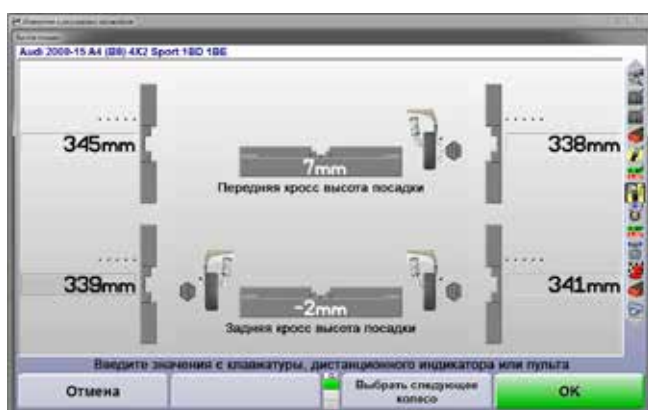 Audi 2008-15 A4 (B8) 4X2 Sport 1BD 1BE
345mm
7mm
338mm
Передняя кросс высота посадки
339mm
-2mm
341mm
Задняя кросс высота посадки
Введите значения с клавиатуры, дистанционного индикатора или пульта
Отмена
Выбрать следующее
колесо
OK